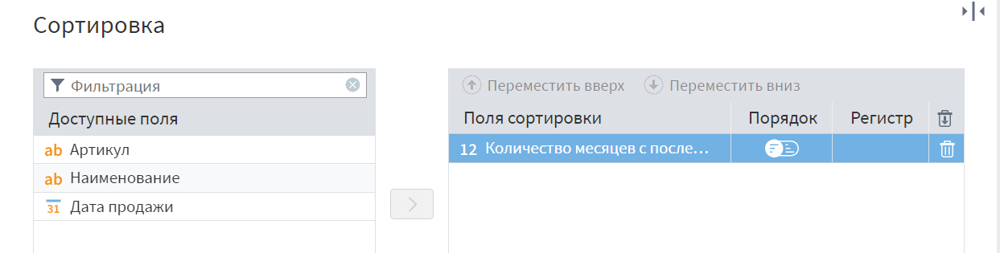 Сортировка
Фильтрация
Доступные поля
ab Артикул
ab Наименование
31 Дата продажи
Переместить вверх Переместить вниз
Поля сортировки Порядок Регистр
12 Количество месяцев с после...